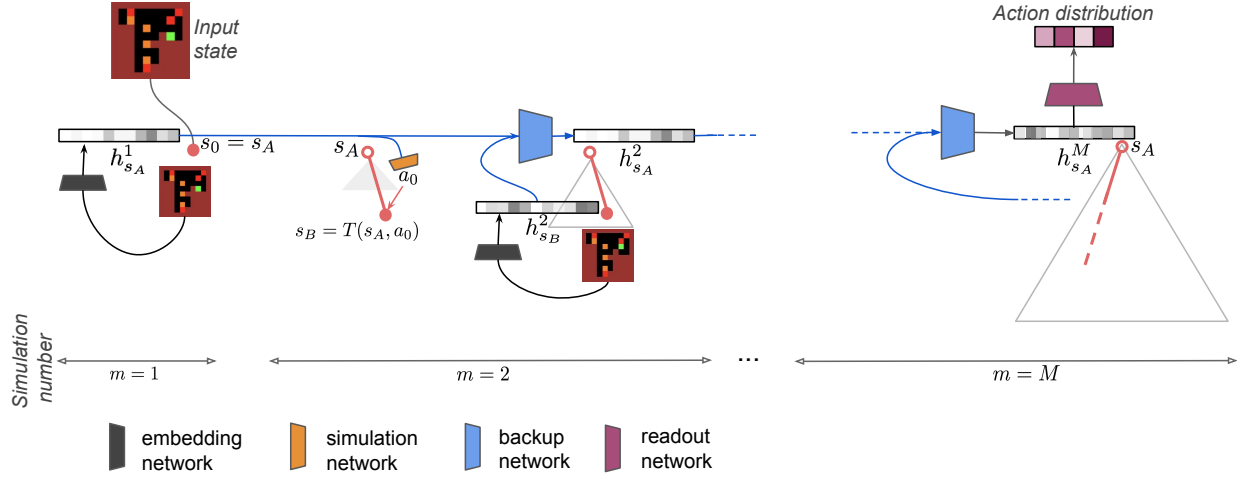 Input
state
Action distribution
$s_0 = s_A$
$h^1_{s_A}$
$s_A$
$a_0$
$s_B = T(s_A, a_0)$
$h^2_{s_A}$
$h^2_{s_B}$
$h^M_{s_A}$
$s_A$
Simulation
number
$m = 1$
$m = 2$
...
$m = M$
embedding
network
simulation
network
backup
network
readout
network